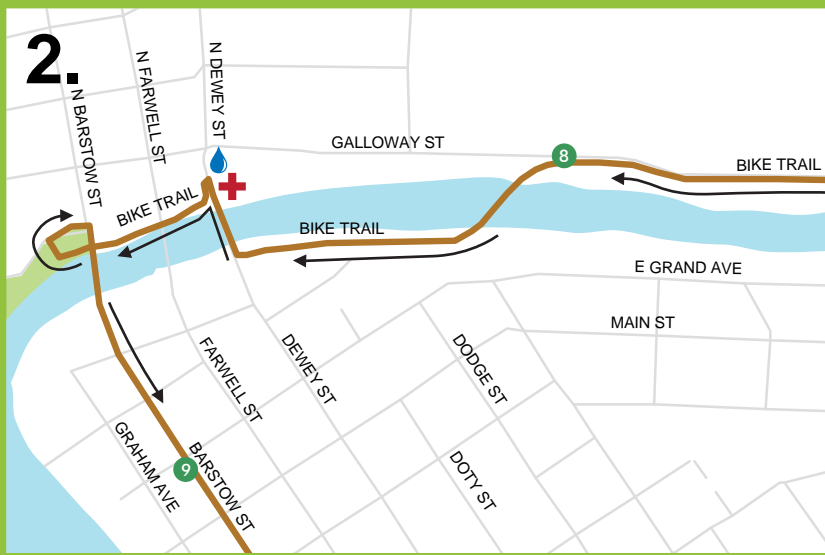 2.
N BARSTOW ST
N FARWELL ST
N DEWEY ST
GALLOWAY ST
8
BIKE TRAIL
BIKE TRAIL
BIKE TRAIL
E GRAND AVE
MAIN ST
FARWELL ST
DEWEY ST
DODGE ST
GRAHAM AVE
9
BARSTOW ST
DOTY ST